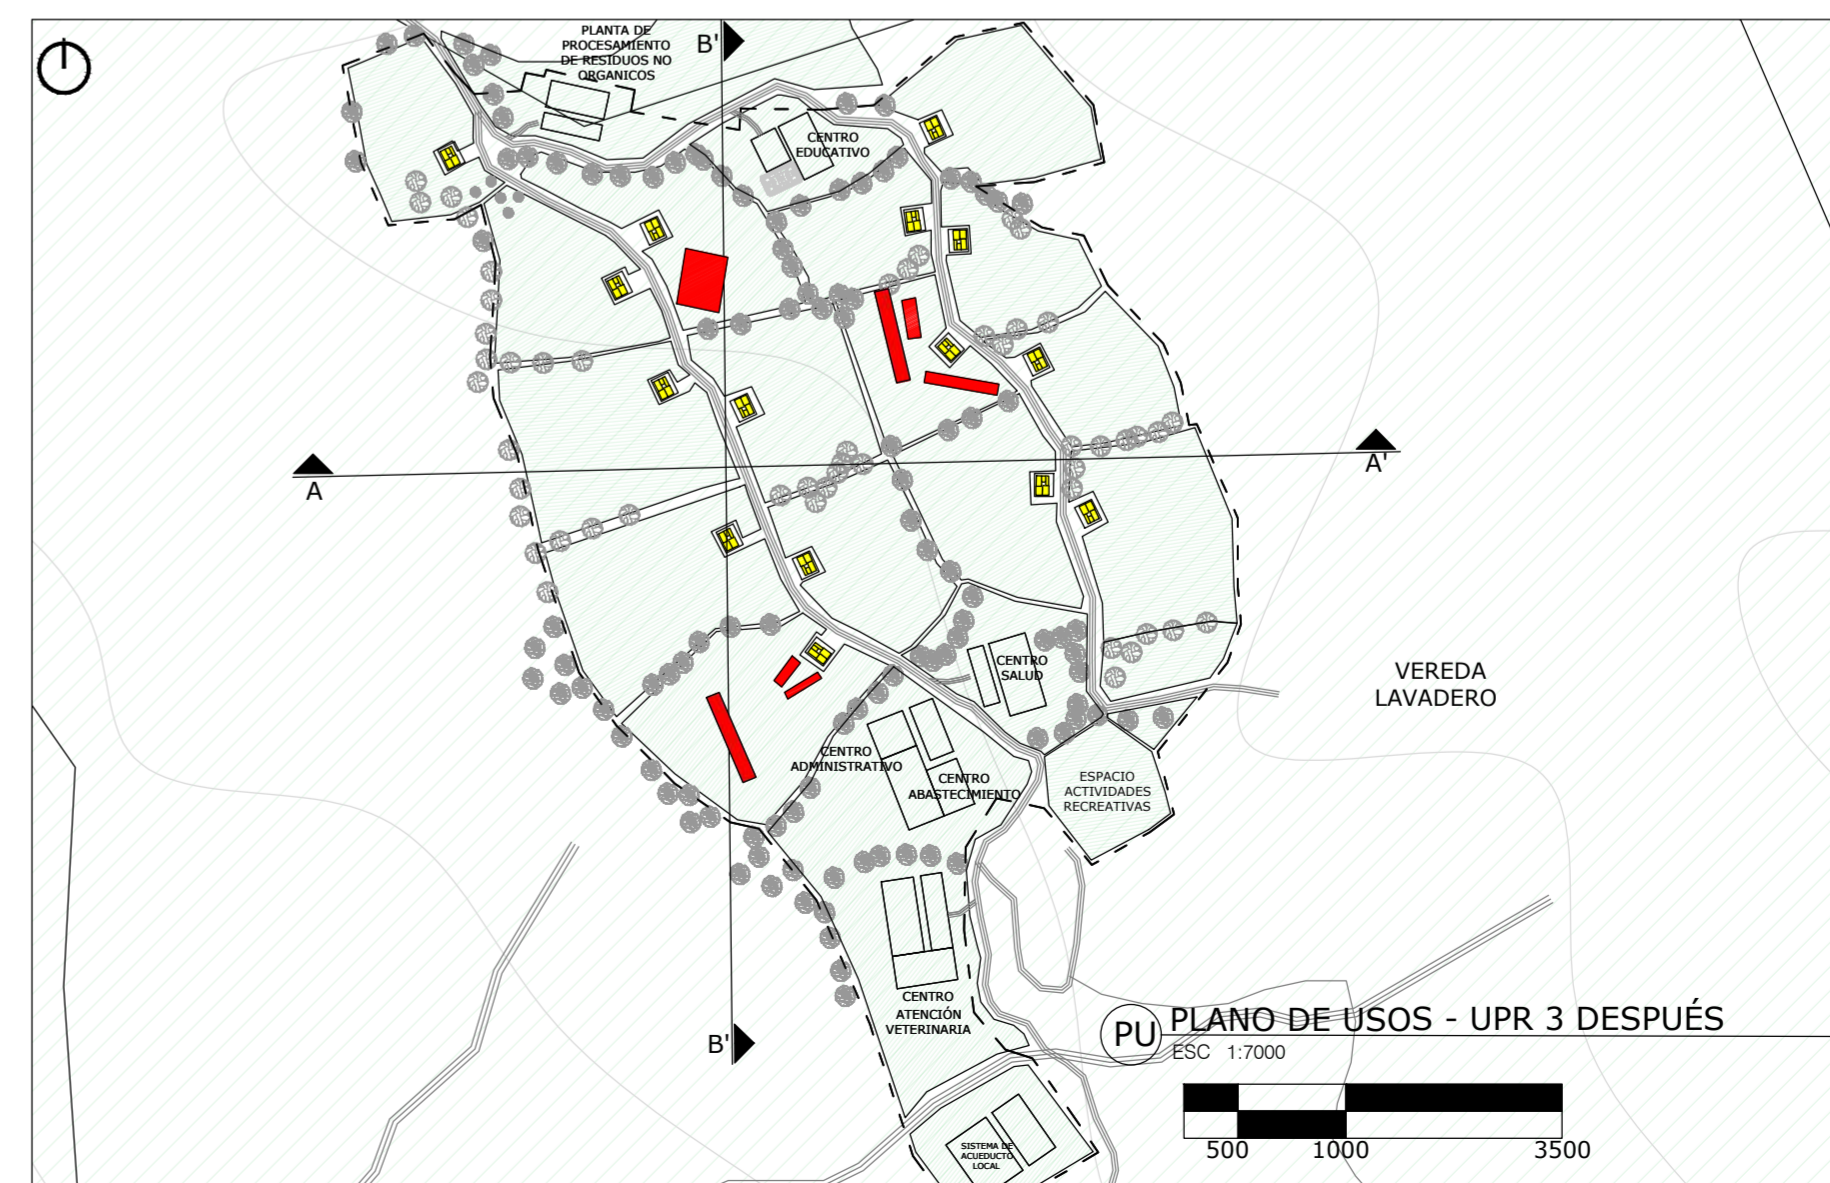 PLANTA DE
PROCESAMIENTO
DE RESIDUOS NO
ORGANICOS
B'
CENTRO
EDUCATIVO
A
A'
VEREDA
LAVADERO
CENTRO
SALUD
CENTRO
ADMINISTRATIVO
CENTRO
ABASTECIMIENTO
ESPACIO
ACTIVIDADES
RECREATIVAS
CENTRO
ATENCIÓN
VETERINARIA
B'
PU
PLANO DE USOS - UPR 3 DESPUÉS
ESC 1:7000
500 1000 3500
SISTEMA DE
ACUEDUCTO
LOCAL